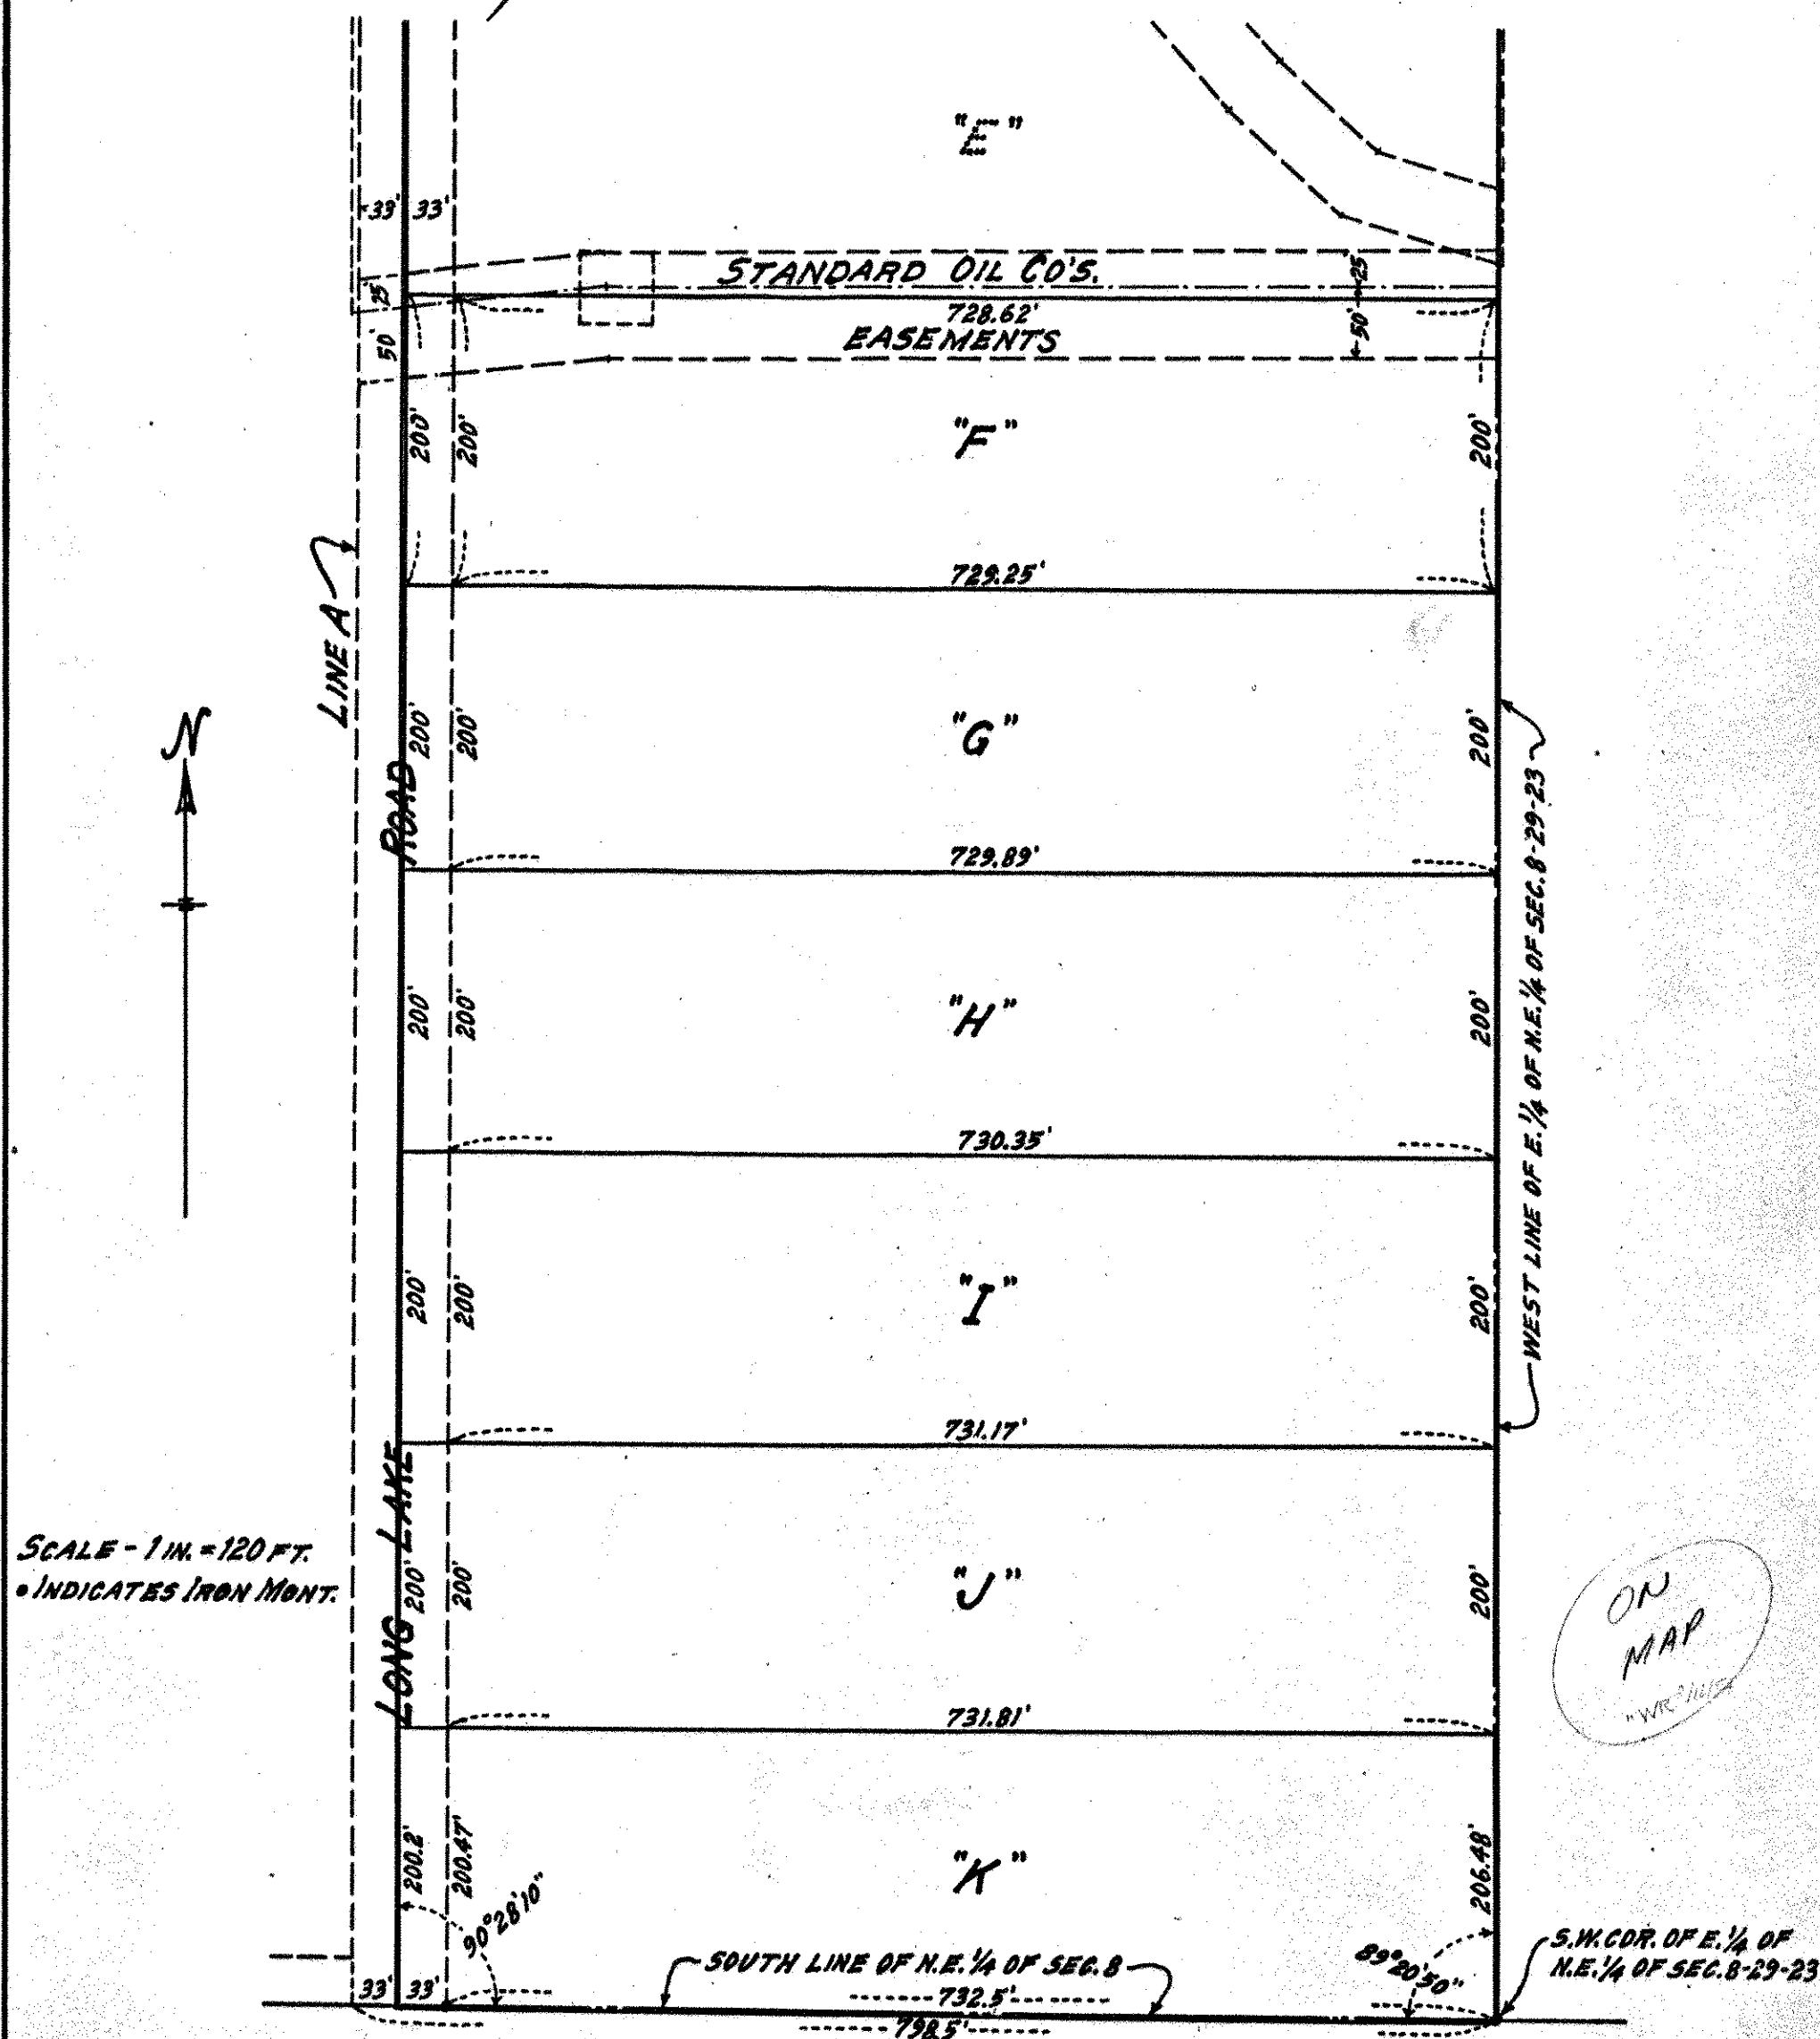 "E"
33' 33'
STANDARD OIL CO'S.
25' 25'
728.62'
EASEMENTS
50' 50'
200' 200' "F" 200'
729.25'
LINE A
200' 200' "G" 200'
ROAD
N
729.89'
WEST LINE OF E.1/4 OF N.E.1/4 OF SEC.8-29-23
200' 200' "H" 200'
730.35'
200' 200' "I" 200'
731.17'
SCALE - 1 IN. = 120 FT.
• INDICATES IRON MONT.
LONG LAKE
200' 200' "J" 200'
ON
MAP
731.81'
200.2' 200.47' "K" 206.48'
90°28'10"
89°20'50"
SOUTH LINE OF N.E.1/4 OF SEC.8
S.W.COR. OF E.1/4 OF
N.E.1/4 OF SEC.8-29-23
33' 33'
732.5'
798.5'